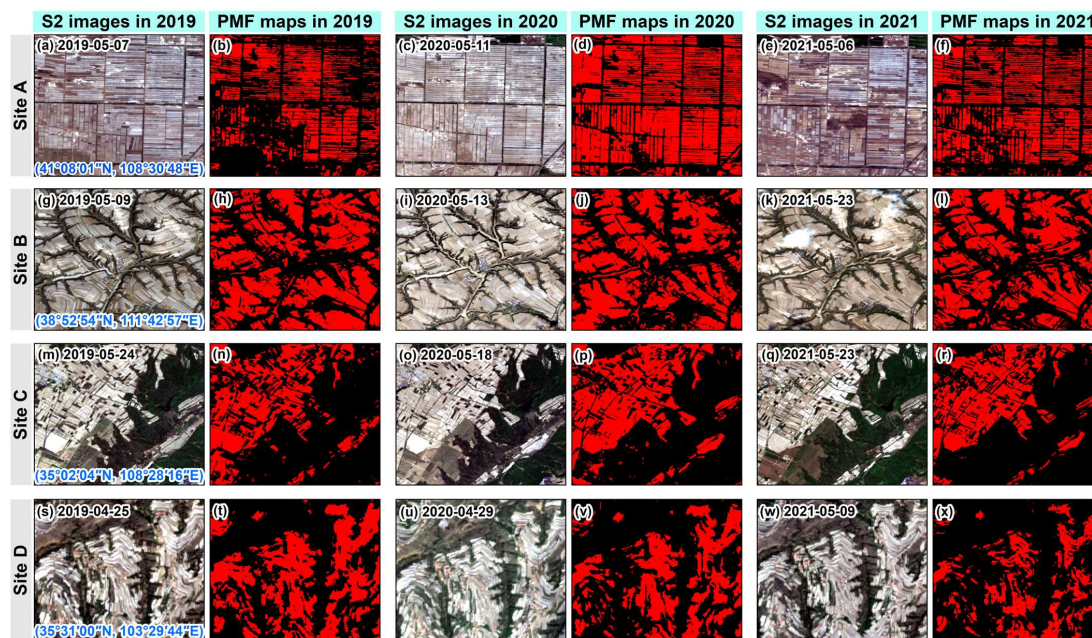 S2 images in 2019 PMF maps in 2019 S2 images in 2020 PMF maps in 2020 S2 images in 2021 PMF maps in 2021
Site A
(a) 2019-05-07 (b) (c) 2020-05-11 (d) (e) 2021-05-06 (f)
(41°08'01"N, 108°30'48"E)
Site B
(g) 2019-05-09 (h) (i) 2020-05-13 (j) (k) 2021-05-23 (l)
(38°52'54"N, 111°42'57"E)
Site C
(m) 2019-05-24 (n) (o) 2020-05-18 (p) (q) 2021-05-23 (r)
(35°02'04"N, 108°28'16"E)
Site D
(s) 2019-04-25 (t) (u) 2020-04-29 (v) (w) 2021-05-09 (x)
(35°31'00"N, 103°29'44"E)